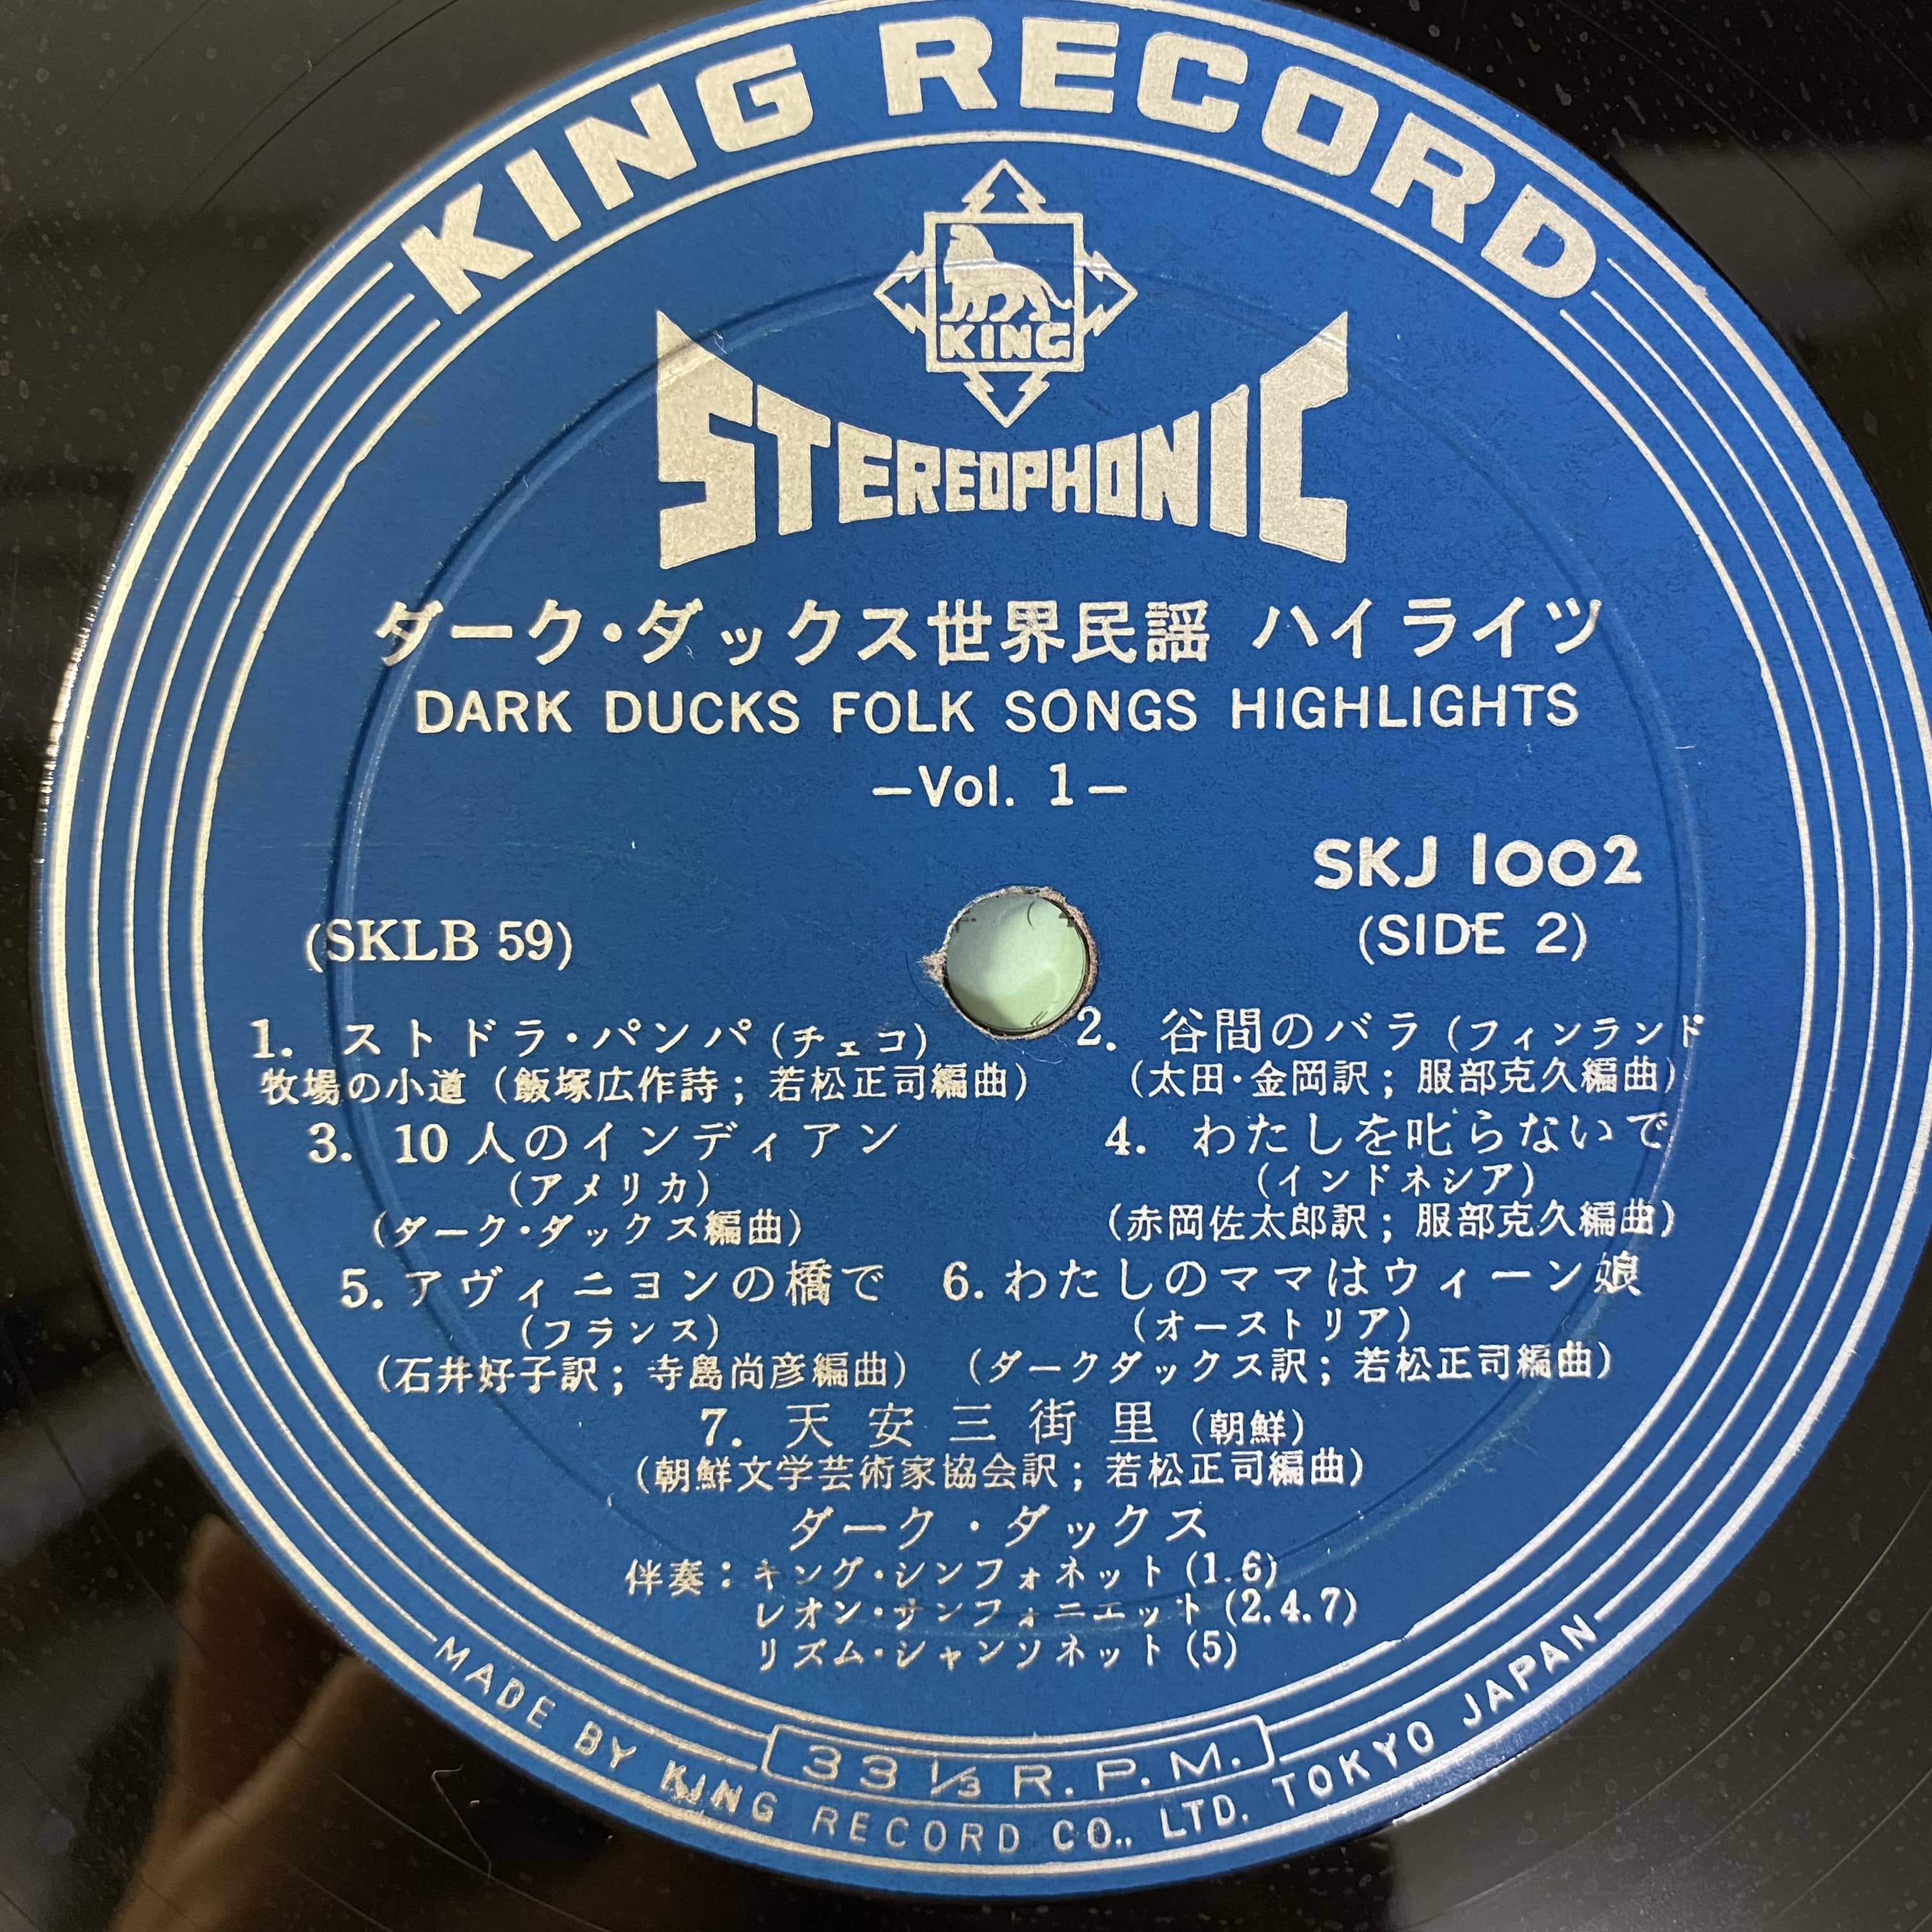 KING RECORD
KING
STEREOPHONIC
ダーク・ダックス世界民謡 ハイライツ
DARK DUCKS FOLK SONGS HIGHLIGHTS
—Vol. 1—
SKJ 1002
(SKLB 59)
(SIDE 2)
1. ストドラ・パンパ (チェコ)
牧場の小道 (飯塚広作詩; 若松正司編曲)
2. 谷間のバラ (フィンランド
(太田・金岡訳; 服部克久編曲)
3. 10人のインディアン
(アメリカ)
(ダーク・ダックス編曲)
4. わたしを叱らないで
(インドネシア)
(赤岡佐太郎訳; 服部克久編曲)
5. アヴィニヨンの橋で
(フランス)
(石井好子訳; 寺島尚彦編曲)
6. わたしのママはウィーン娘
(オーストリア)
(ダークダックス訳; 若松正司編曲)
7. 天安三街里 (朝鮮)
(朝鮮文学芸術家協会訳; 若松正司編曲)
ダーク・ダックス
伴奏: キング・シンフォネット (1.6)
レオン・サンフォニエット (2.4.7)
リズム・シャンソネット (5)
33 1/3 R.P.M.
MADE BY KING RECORD CO., LTD. TOKYO JAPAN